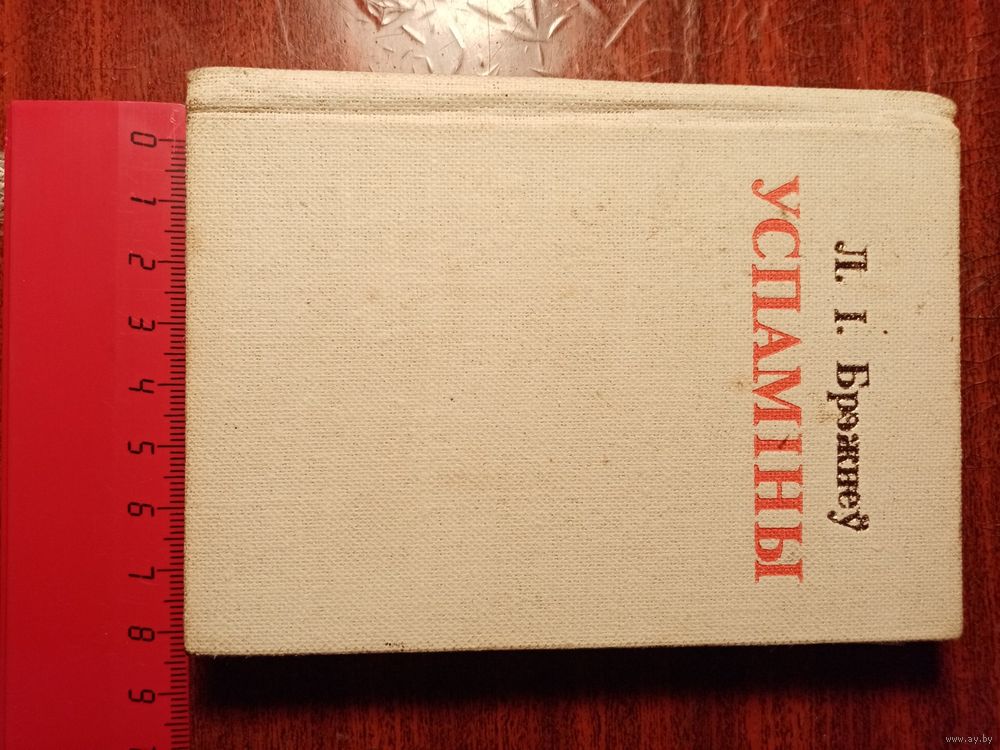 Л. І. Брэжнеў
УСПАМІНЫ
0 1 2 3 4 5 6 7 8 9
www.ay.by